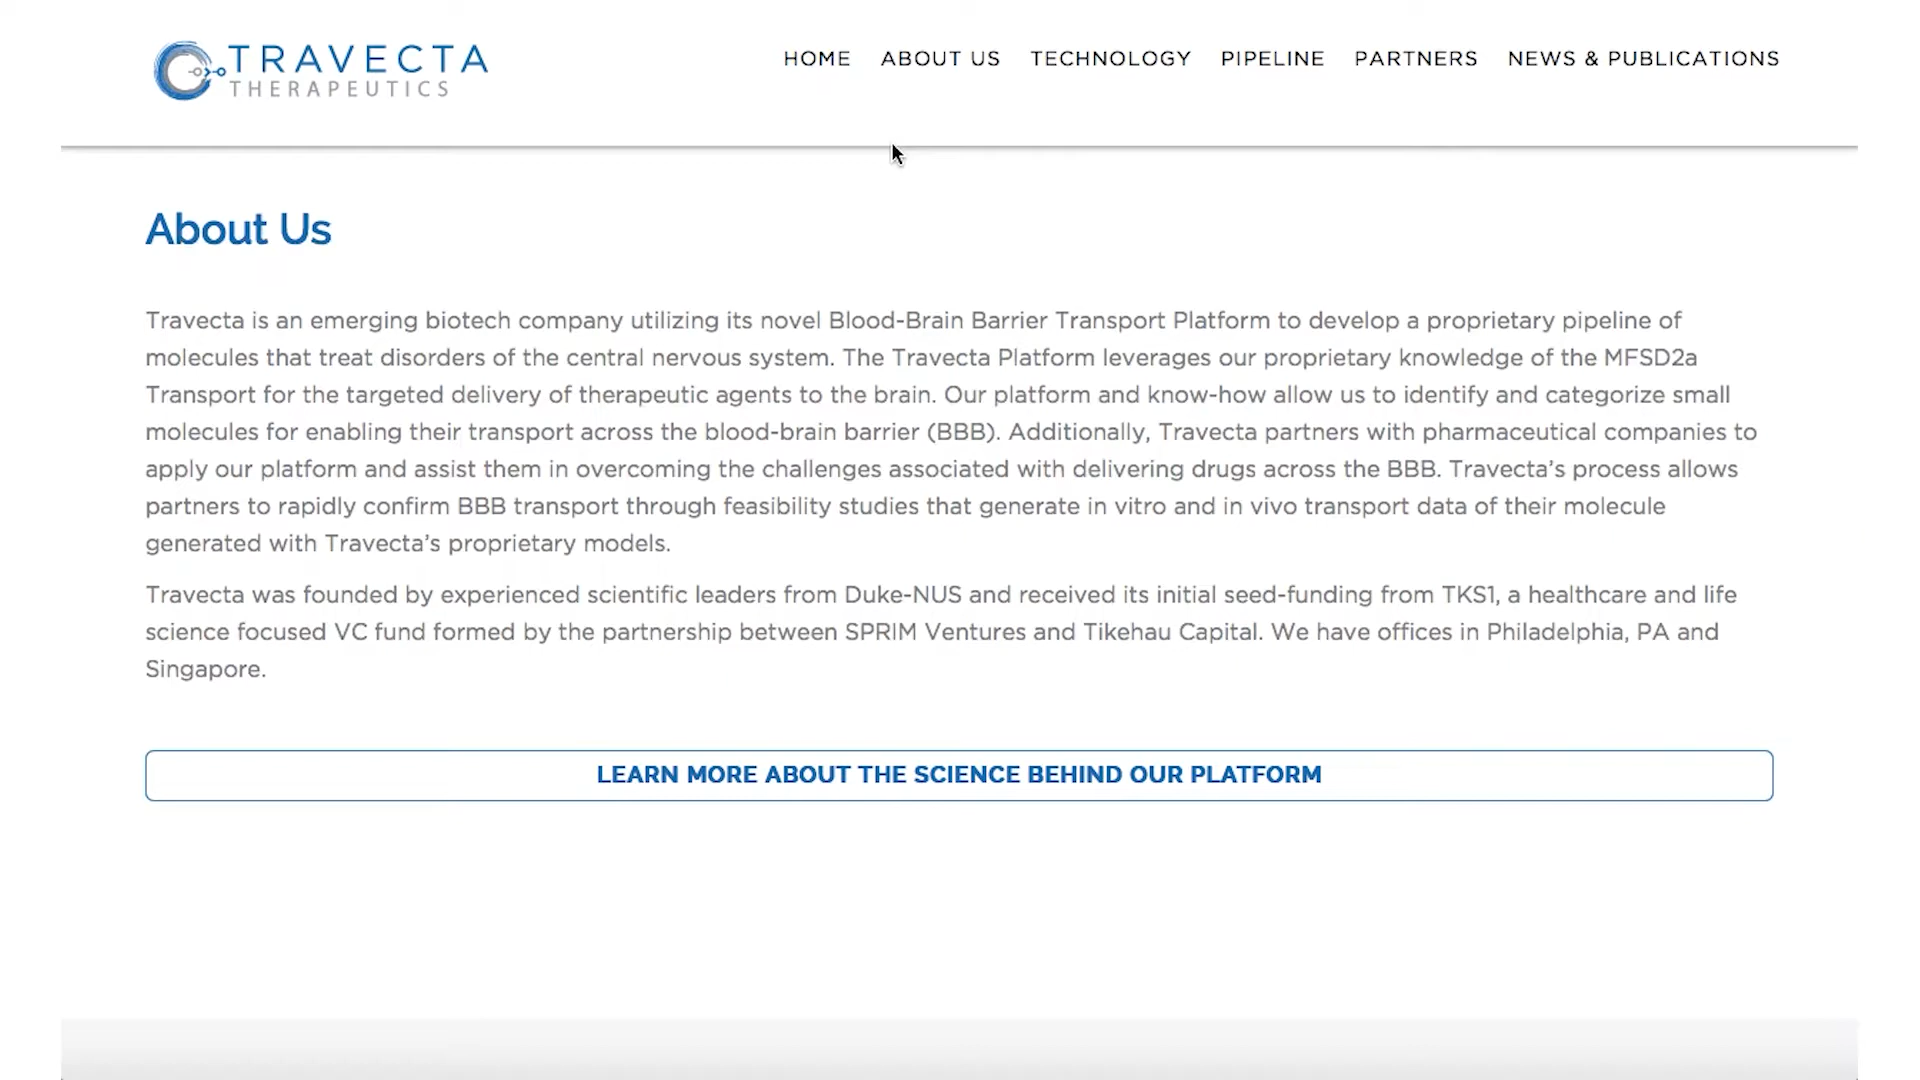 TRAVECTA
THERAPEUTICS
HOME ABOUT US TECHNOLOGY PIPELINE PARTNERS NEWS & PUBLICATIONS
About Us
Travecta is an emerging biotech company utilizing its novel Blood-Brain Barrier Transport Platform to develop a proprietary pipeline of
molecules that treat disorders of the central nervous system. The Travecta Platform leverages our proprietary knowledge of the MFSD2a
Transport for the targeted delivery of therapeutic agents to the brain. Our platform and know-how allow us to identify and categorize small
molecules for enabling their transport across the blood-brain barrier (BBB). Additionally, Travecta partners with pharmaceutical companies to
apply our platform and assist them in overcoming the challenges associated with delivering drugs across the BBB. Travecta’s process allows
partners to rapidly confirm BBB transport through feasibility studies that generate in vitro and in vivo transport data of their molecule
generated with Travecta’s proprietary models.
Travecta was founded by experienced scientific leaders from Duke-NUS and received its initial seed-funding from TKS1, a healthcare and life
science focused VC fund formed by the partnership between SPRIM Ventures and Tikehau Capital. We have offices in Philadelphia, PA and
Singapore.
LEARN MORE ABOUT THE SCIENCE BEHIND OUR PLATFORM